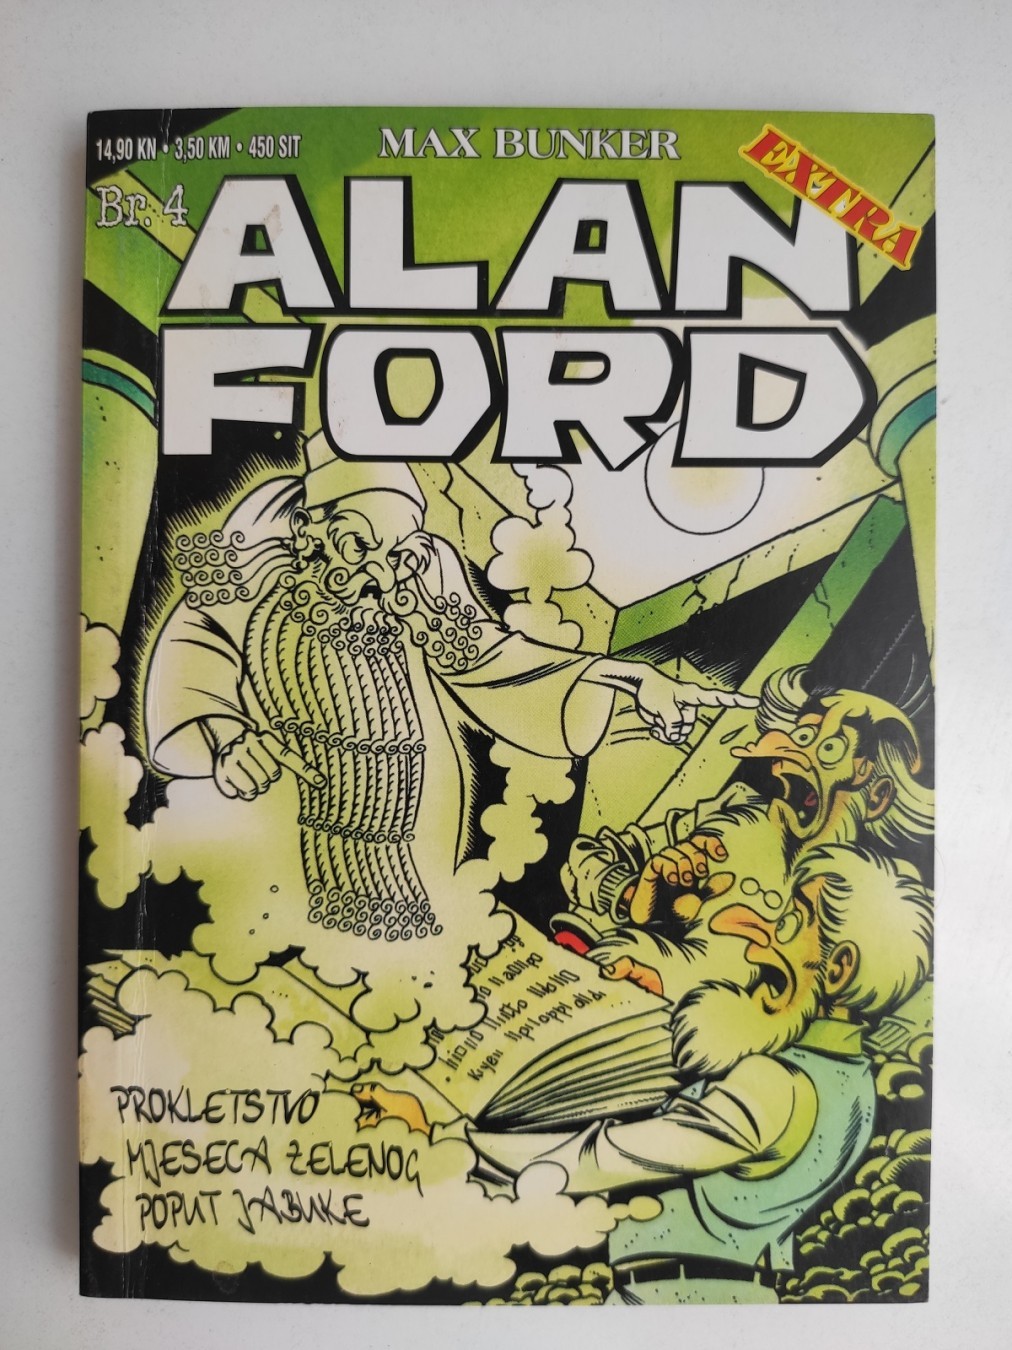 14,90 KN • 3,50 KM • 450 SIT
MAX BUNKER
EXTRA
Br. 4
ALAN
FORD
PROKLETSTVO
MJESECA ZELENOG
POPUT JABUKE